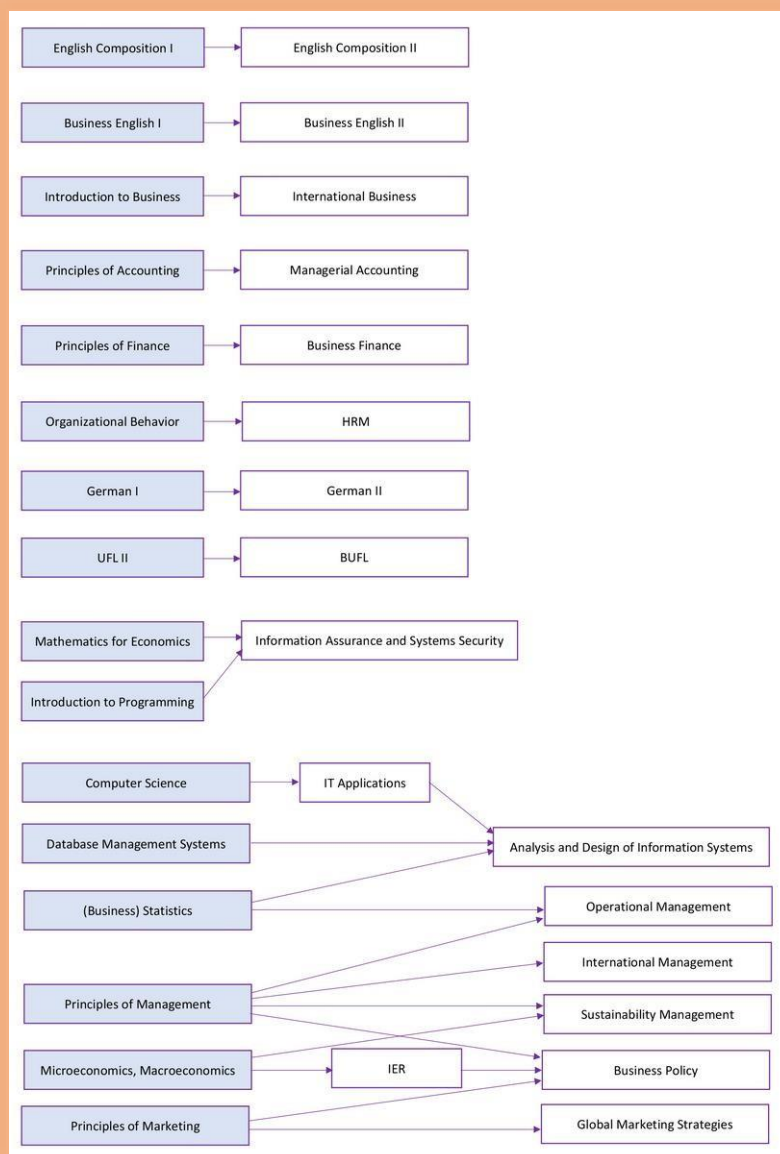 English Composition I
English Composition II
Business English I
Business English II
Introduction to Business
International Business
Principles of Accounting
Managerial Accounting
Principles of Finance
Business Finance
Organizational Behavior
HRM
German I
German II
UFL II
BUFL
Mathematics for Economics
Information Assurance and Systems Security
Introduction to Programming
Computer Science
IT Applications
Database Management Systems
Analysis and Design of Information Systems
(Business) Statistics
Operational Management
International Management
Principles of Management
Sustainability Management
Microeconomics, Macroeconomics
IER
Business Policy
Principles of Marketing
Global Marketing Strategies